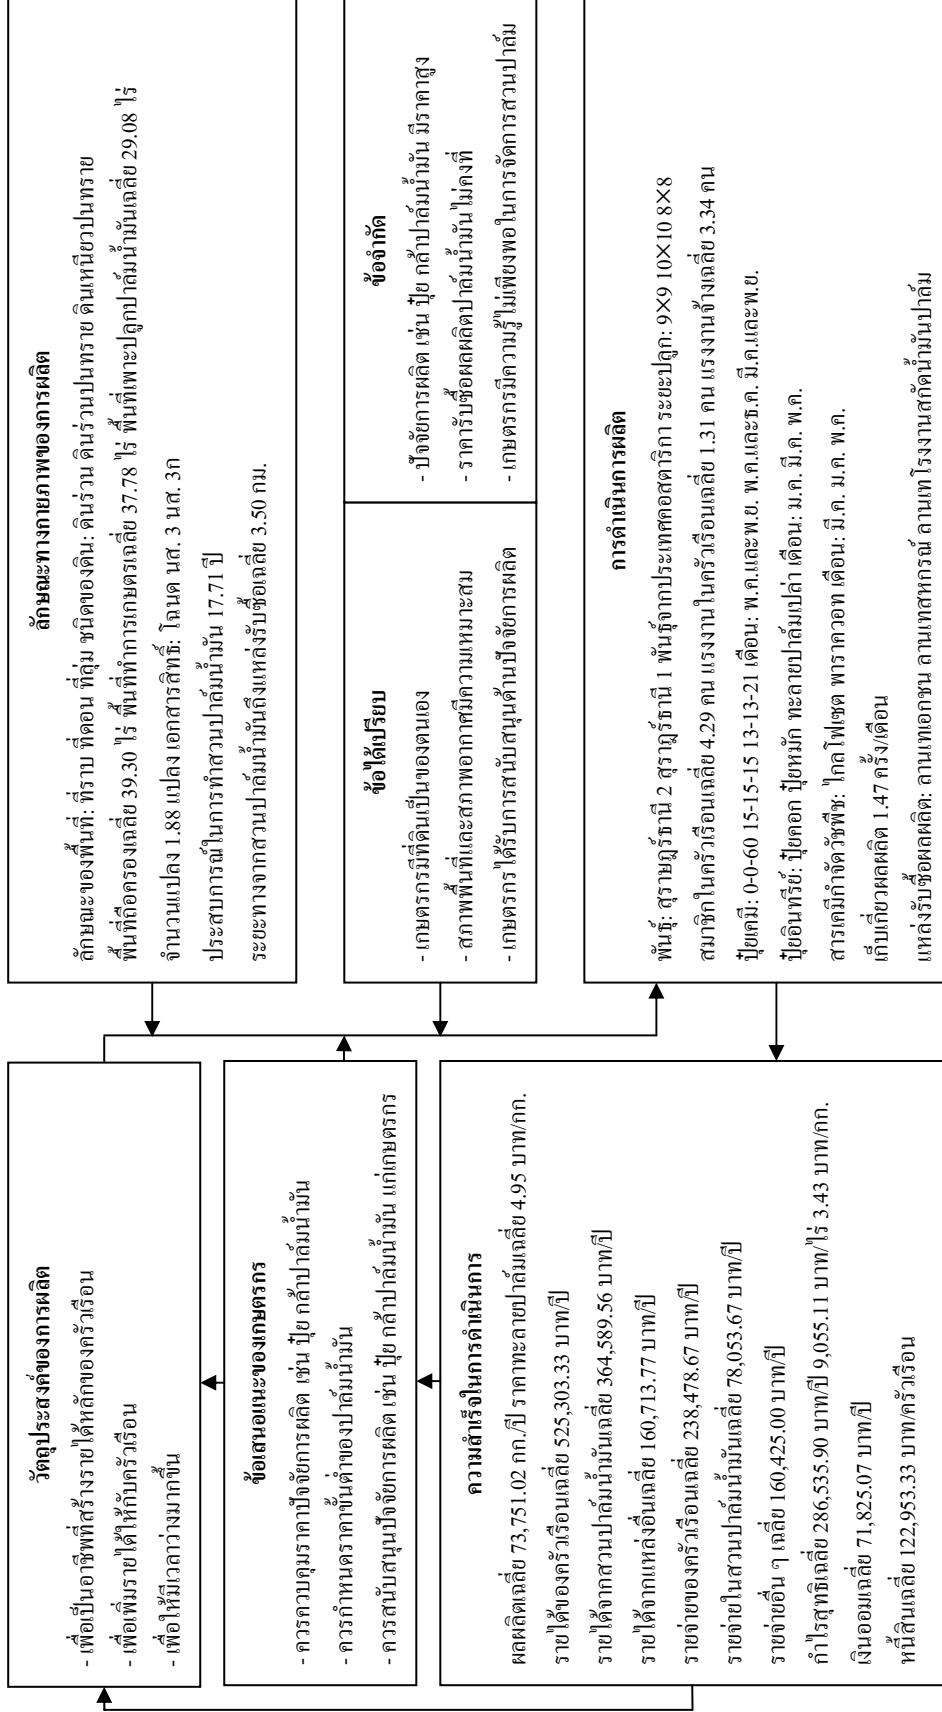 วัตถุประสงค์ของการผลิต
- เพื่อเป็นอาชีพที่สร้างรายได้หลักของครัวเรือน
- เพื่อเพิ่มรายได้ให้กับครัวเรือน
- เพื่อให้มีเวลาว่างมากขึ้น
ข้อเสนอแนะของเกษตรกร
- ควรควบคุมราคาปัจจัยการผลิต เช่น ปุ๋ย กล้าปาล์มน้ำมัน
- ควรกำหนดราคาขั้นต่ำของปาล์มน้ำมัน
- ควรสนับสนุนปัจจัยการผลิต เช่น ปุ๋ย กล้าปาล์มน้ำมัน แก่เกษตรกร
ความสำเร็จในการดำเนินการ
ผลผลิตเฉลี่ย 73,751.02 กก./ปี ราคาทะลายปาล์มเฉลี่ย 4.95 บาท/กก.
รายได้ของครัวเรือนเฉลี่ย 525,303.33 บาท/ปี
รายได้จากสวนปาล์มน้ำมันเฉลี่ย 364,589.56 บาท/ปี
รายได้จากแหล่งอื่นเฉลี่ย 160,713.77 บาท/ปี
รายจ่ายของครัวเรือนเฉลี่ย 238,478.67 บาท/ปี
รายจ่ายในสวนปาล์มน้ำมันเฉลี่ย 78,053.67 บาท/ปี
รายจ่ายอื่น ๆ เฉลี่ย 160,425.00 บาท/ปี
กำไรสุทธิเฉลี่ย 286,535.90 บาท/ปี 9,055.11 บาท/ไร่ 3.43 บาท/กก.
เงินออมเฉลี่ย 71,825.07 บาท/ปี
หนี้สินเฉลี่ย 122,953.33 บาท/ครัวเรือน
ลักษณะทางกายภาพของการผลิต
ลักษณะของพื้นที่: ที่ราบ ที่ดอน ที่ลุ่ม ชนิดของดิน: ดินร่วน ดินร่วนปนทราย ดินเหนียวปนทราย
พื้นที่ถือครองเฉลี่ย 39.30 ไร่ พื้นที่ทำการเกษตรเฉลี่ย 37.78 ไร่ พื้นที่เพาะปลูกปาล์มน้ำมันเฉลี่ย 29.08 ไร่
จำนวนแปลง 1.88 แปลง เอกสารสิทธิ์: โฉนด นส. 3 นส. 3ก
ประสบการณ์ในการทำสวนปาล์มน้ำมัน 17.71 ปี
ระยะทางจากสวนปาล์มน้ำมันถึงแหล่งรับซื้อเฉลี่ย 3.50 กม.
ข้อได้เปรียบ
- เกษตรกรมีที่ดินเป็นของตนเอง
- สภาพพื้นที่และสภาพอากาศมีความเหมาะสม
- เกษตรกรได้รับการสนับสนุนด้านปัจจัยการผลิต
ข้อจำกัด
- ปัจจัยการผลิต เช่น ปุ๋ย กล้าปาล์มน้ำมัน มีราคาสูง
- ราคารับซื้อผลผลิตปาล์มน้ำมันไม่คงที่
- เกษตรกรมีความรู้ไม่เพียงพอในการจัดการสวนปาล์ม
การดำเนินการผลิต
พันธุ์: สุราษฎร์ธานี 2 สุราฎร์ธานี 1 พันธุ์จากประเทศคอสตาริกา ระยะปลูก: 9×9 10×10 8×8
สมาชิกในครัวเรือนเฉลี่ย 4.29 คน แรงงานในครัวเรือนเฉลี่ย 1.31 คน แรงงานจ้างเฉลี่ย 3.34 คน
ปุ๋ยเคมี: 0-0-60 15-15-15 13-13-21 เดือน: พ.ค.และพ.ย. พ.ค.และธ.ค. มี.ค.และพ.ย.
ปุ๋ยอินทรีย์: ปุ๋ยคอก ปุ๋ยหมัก ทะลายปาล์มเปล่า เดือน: ม.ค. มี.ค. พ.ค.
สารเคมีกำจัดวัชพืช: ไกลโฟเซต พาราควอท เดือน: มี.ค. ม.ค. พ.ค.
เก็บเกี่ยวผลผลิต 1.47 ครั้ง/เดือน
แหล่งรับซื้อผลผลิต: ลานเทเอกชน ลานเทสหกรณ์ ลานเทโรงงานสกัดน้ำมันปาล์ม